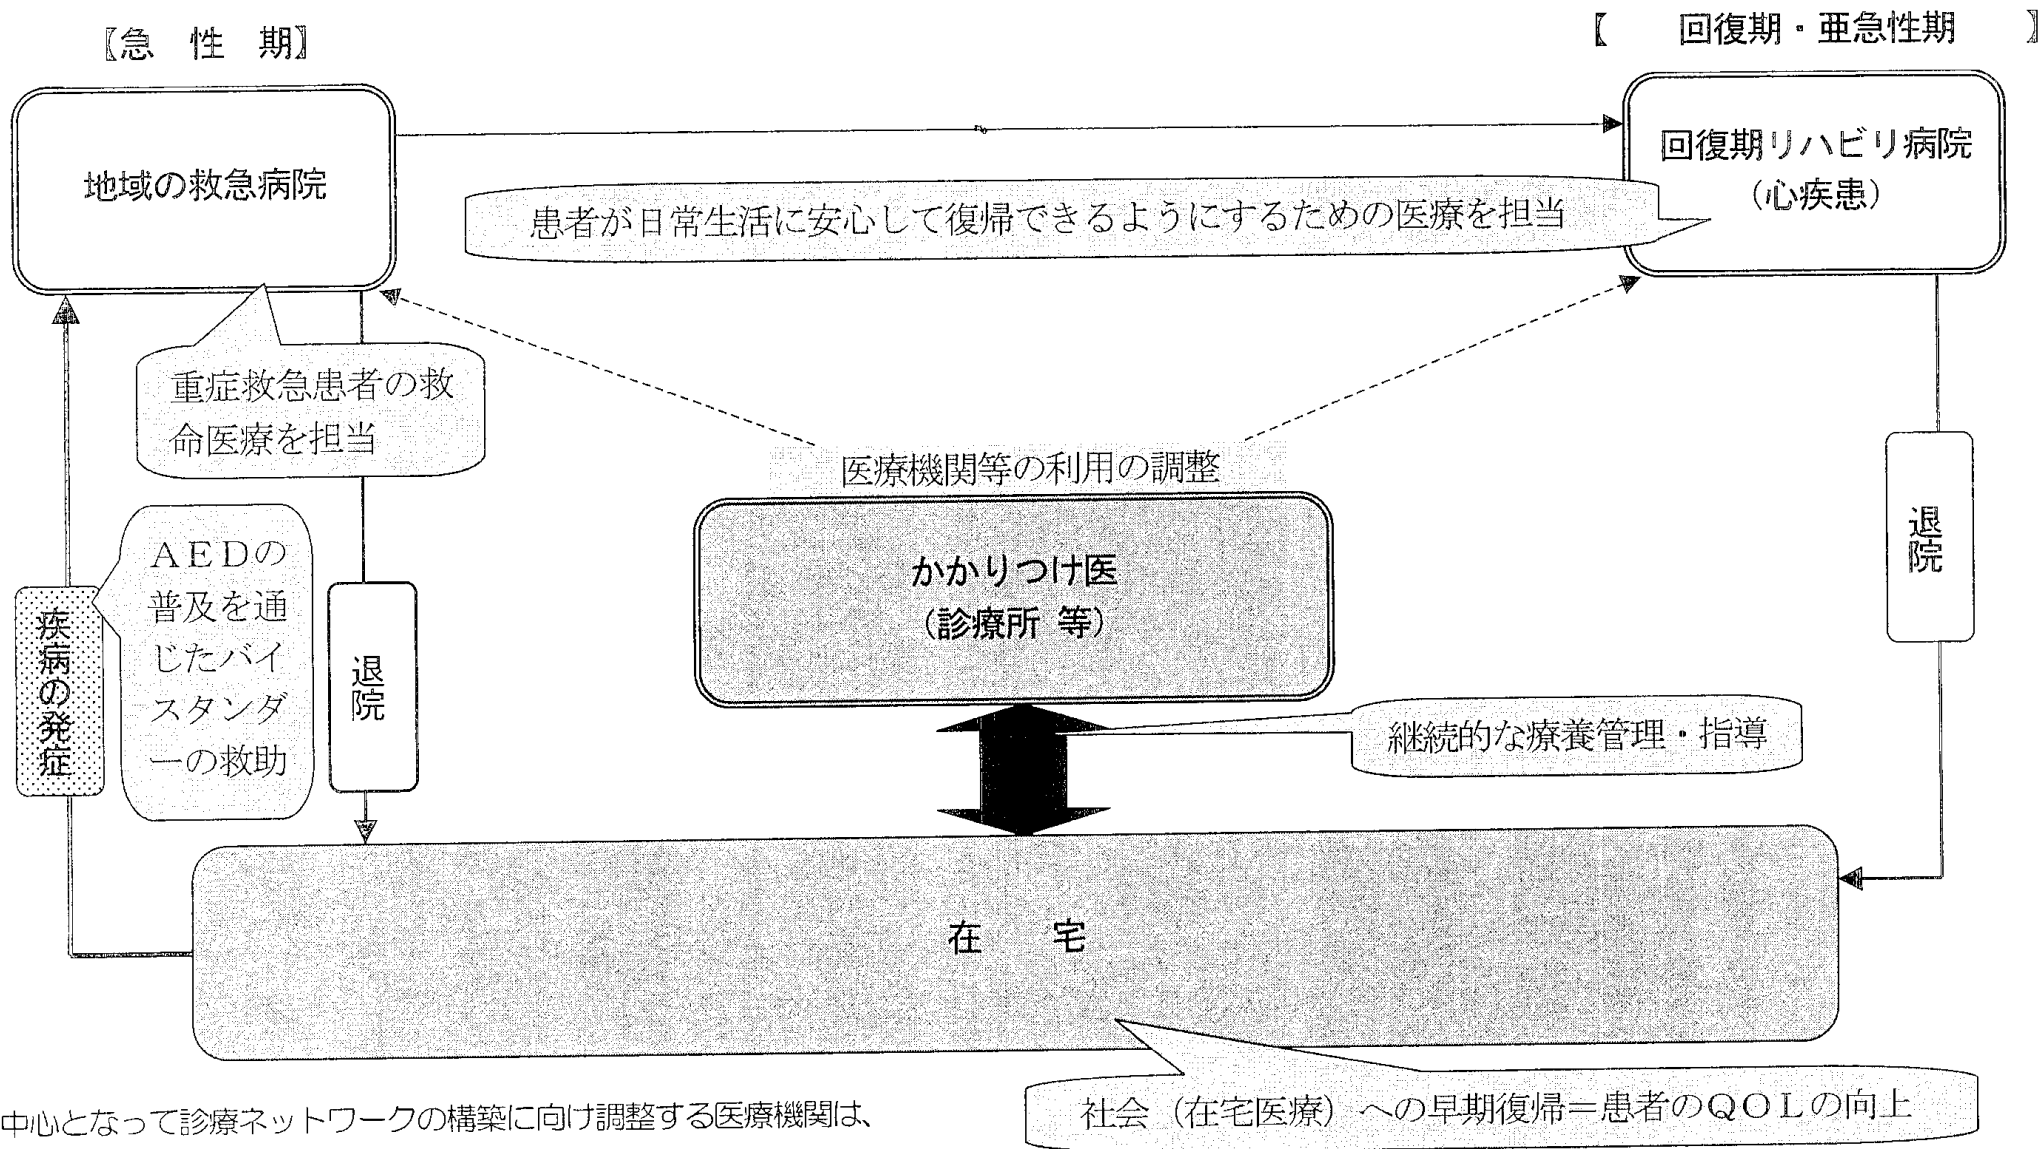 【急 性 期】
【 回復期・亜急性期 】
地域の救急病院
回復期リハビリ病院
(心疾患)
患者が日常生活に安心して復帰できるようにするための医療を担当
重症救急患者の救
命医療を担当
医療機関等の利用の調整
かかりつけ医
(診療所 等)
AEDの
普及を通
じたバイ
スタンダ
ーの救助
疾病の発症
退院
退院
継続的な療養管理・指導
在 宅
社会(在宅医療)への早期復帰=患者のQOLの向上
中心となって診療ネットワークの構築に向け調整する医療機関は、